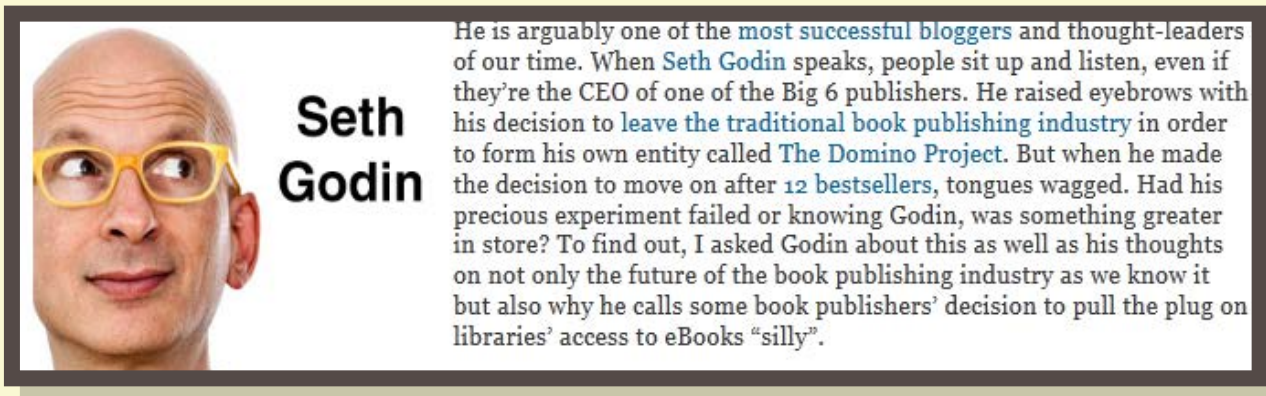 Seth
Godin
He is arguably one of the most successful bloggers and thought-leaders
of our time. When Seth Godin speaks, people sit up and listen, even if
they're the CEO of one of the Big 6 publishers. He raised eyebrows with
his decision to leave the traditional book publishing industry in order
to form his own entity called The Domino Project. But when he made
the decision to move on after 12 bestsellers, tongues wagged. Had his
precious experiment failed or knowing Godin, was something greater
in store? To find out, I asked Godin about this as well as his thoughts
on not only the future of the book publishing industry as we know it
but also why he calls some book publishers' decision to pull the plug on
libraries' access to eBooks “silly”.